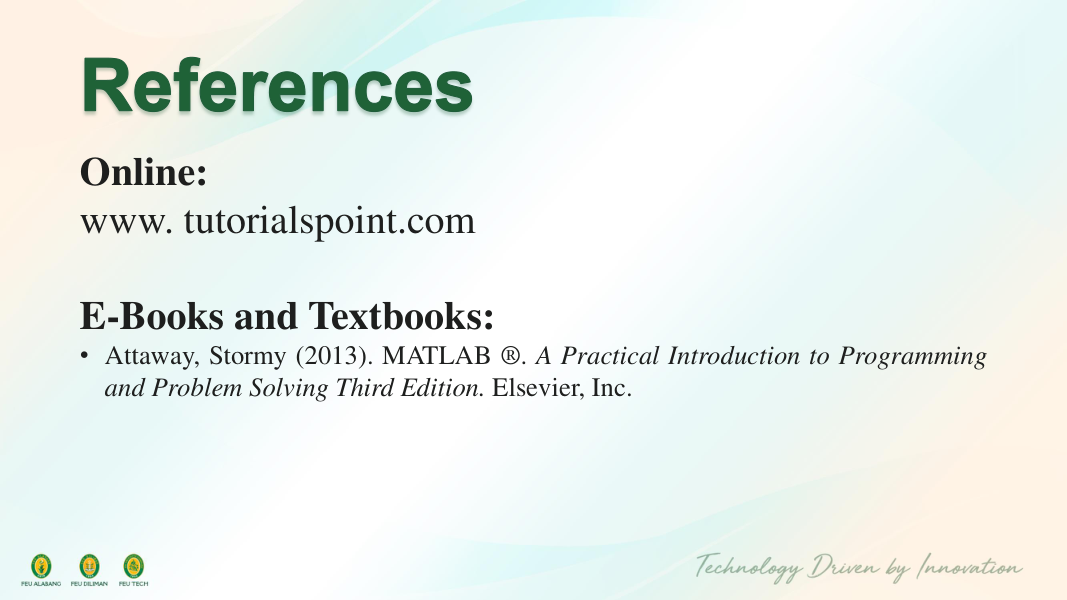 References
Online:
www. tutorialspoint.com
E-Books and Textbooks:
• Attaway, Stormy (2013). MATLAB ®. A Practical Introduction to Programming
and Problem Solving Third Edition. Elsevier, Inc.
FEU ALABANG FEU DILIMAN FEU TECH
Technology Driven by Innovation